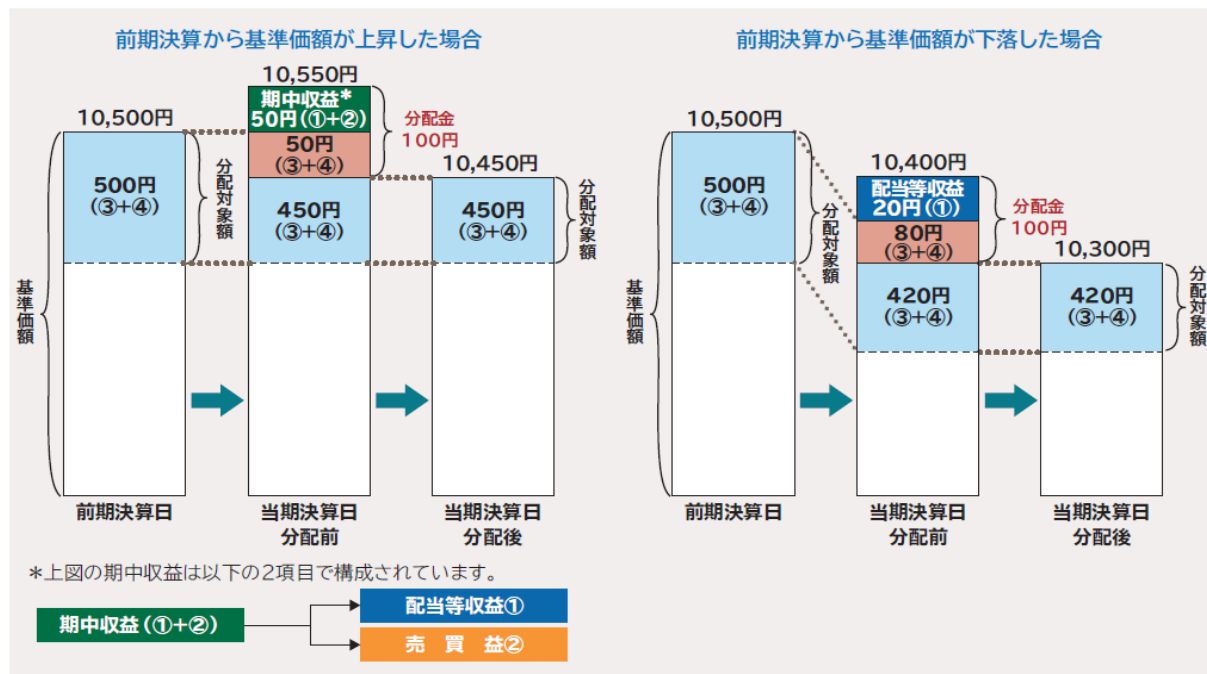 前期決算から基準価額が上昇した場合
10,500円
500円
(③+④)
分配対象額
基準価額
前期決算日
10,550円
期中収益*
50円(①+②)
50円
(③+④)
450円
(③+④)
分配金
100円
当期決算日
分配前
10,450円
450円
(③+④)
分配対象額
当期決算日
分配後
前期決算から基準価額が下落した場合
10,500円
500円
(③+④)
分配対象額
基準価額
前期決算日
10,400円
配当等収益
20円(①)
80円
(③+④)
420円
(③+④)
分配金
100円
当期決算日
分配前
10,300円
420円
(③+④)
分配対象額
当期決算日
分配後
*上図の期中収益は以下の2項目で構成されています。
期中収益(①+②)
配当等収益①
売 買 益②